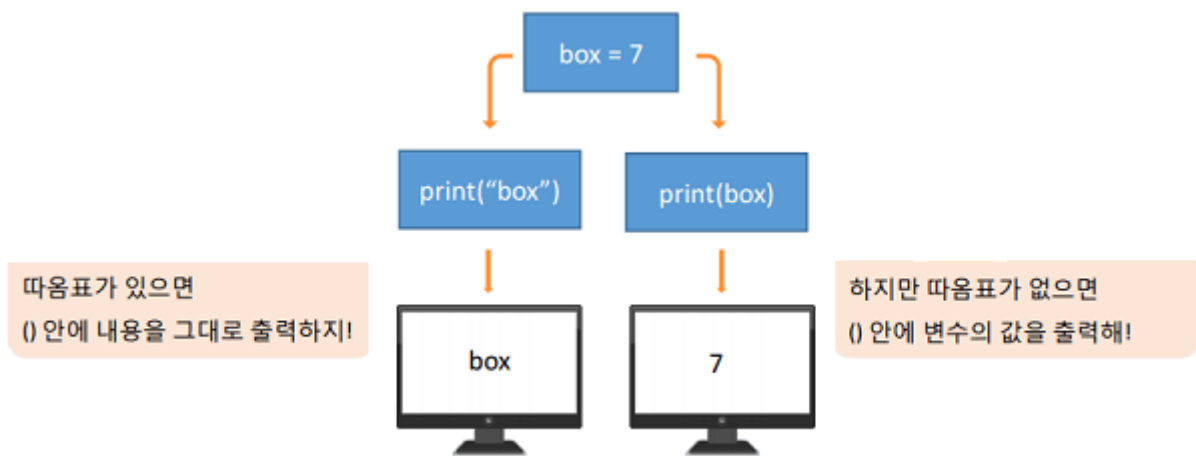 box = 7
print(“box”)
print(box)
따옴표가 있으면
() 안에 내용을 그대로 출력하지!
하지만 따옴표가 없으면
() 안에 변수의 값을 출력해!
box
7